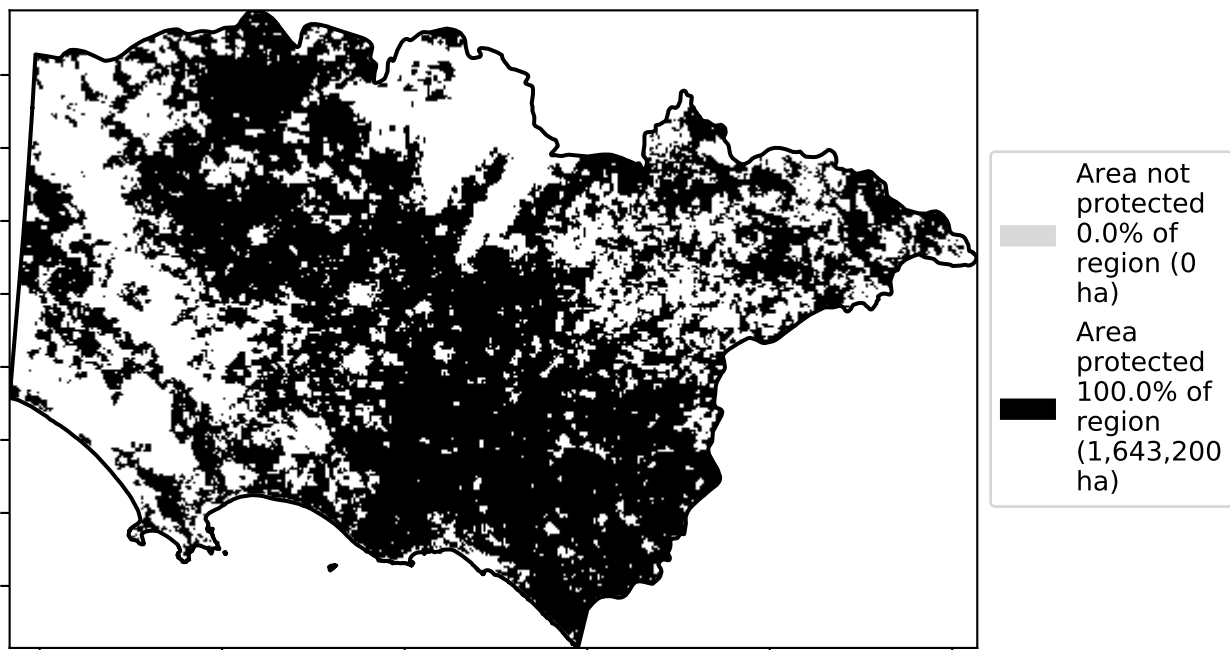 Area not
protected
0.0% of
region (0
ha)
Area
protected
100.0% of
region
(1,643,200
ha)